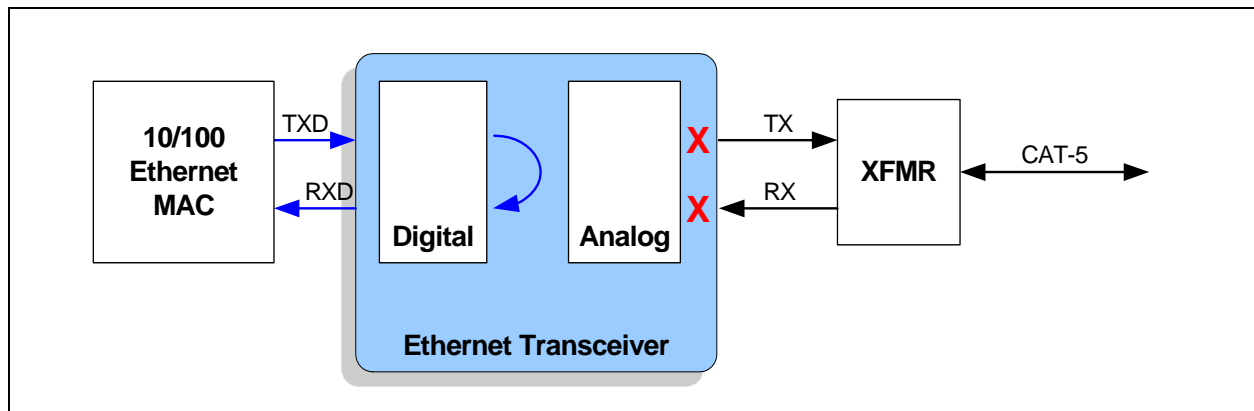 10/100
Ethernet
MAC
TXD
RXD
Digital
Analog
X
X
TX
RX
XFMR
CAT-5
Ethernet Transceiver